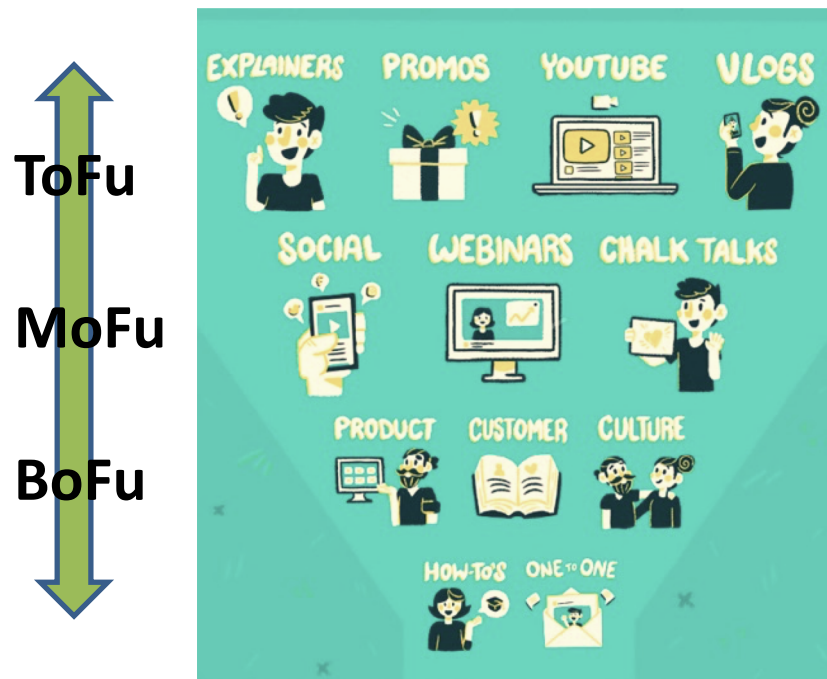 EXPLAINERS PROMOS YOUTUBE VLOGS
ToFu
SOCIAL WEBINARS CHALK TALKS
MoFu
PRODUCT CUSTOMER CULTURE
BoFu
HOW-TO'S ONE TO ONE